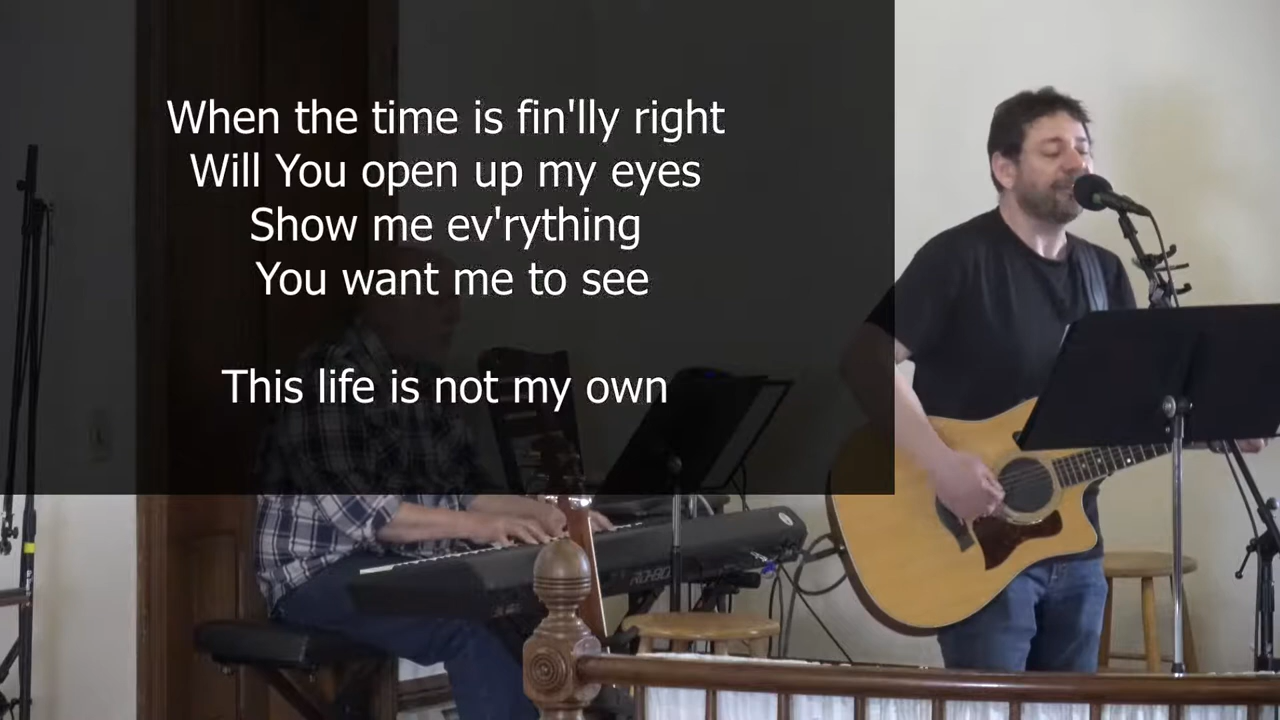 When the time is fin'lly right
Will You open up my eyes
Show me ev'rything
You want me to see
This life is not my own